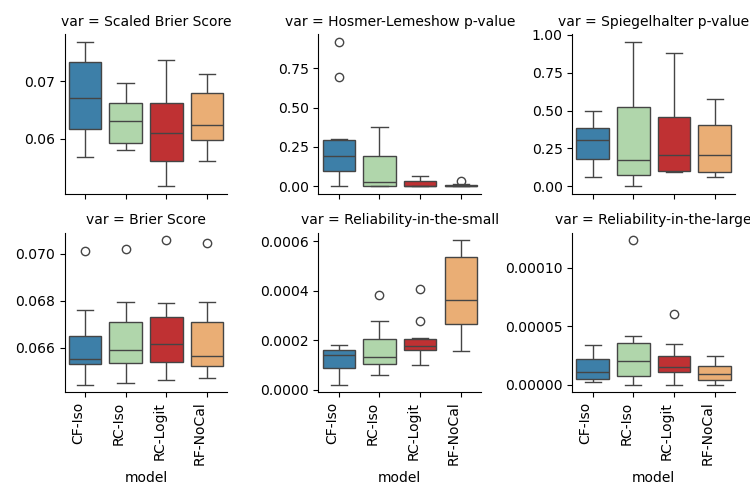 var = Scaled Brier Score
var = Hosmer-Lemeshow p-value
var = Spiegelhalter p-value
0.07
0.06
0.75
0.50
0.25
0.00
1.00
0.75
0.50
0.25
0.00
var = Brier Score
var = Reliability-in-the-small
var = Reliability-in-the-large
0.070
0.068
0.066
0.0006
0.0004
0.0002
0.0000
0.00010
0.00005
0.00000
CF-Iso
RC-Iso
RC-Logit
RF-NoCal
CF-Iso
RC-Iso
RC-Logit
RF-NoCal
CF-Iso
RC-Iso
RC-Logit
RF-NoCal
model
model
model